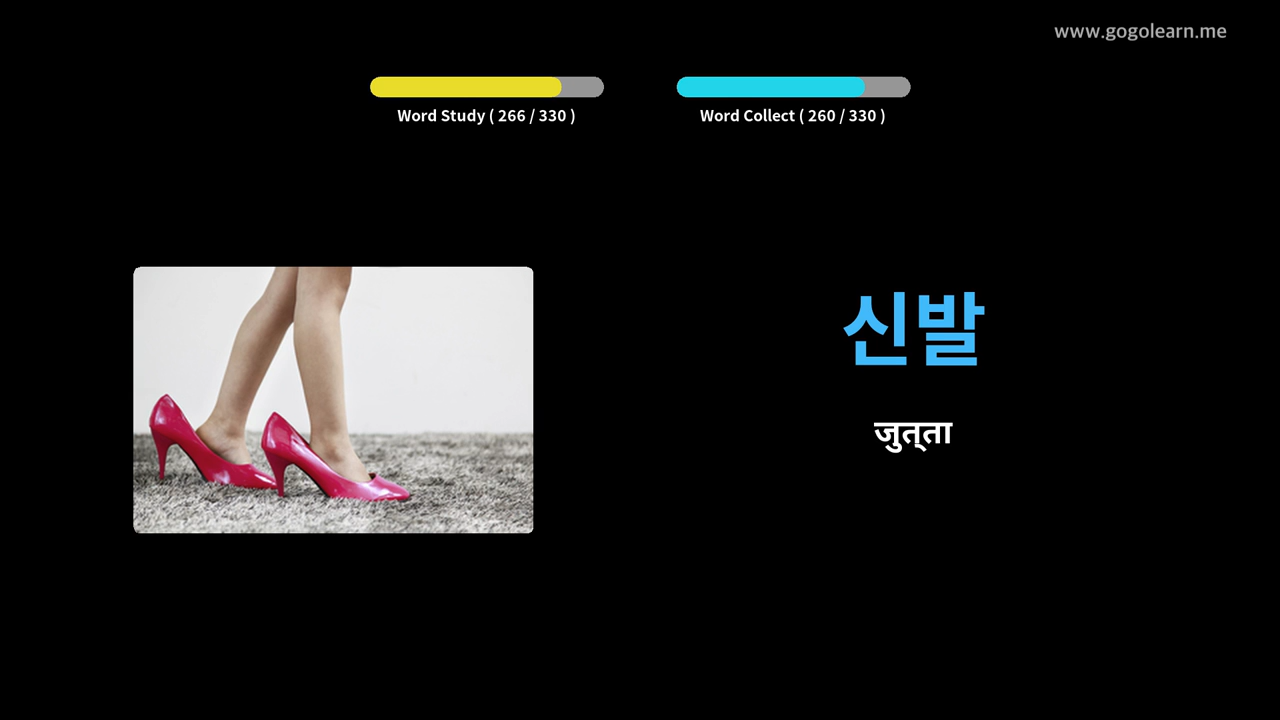 www.gogolearn.me
Word Study ( 266 / 330 )
Word Collect ( 260 / 330 )
신발
जुत्ता